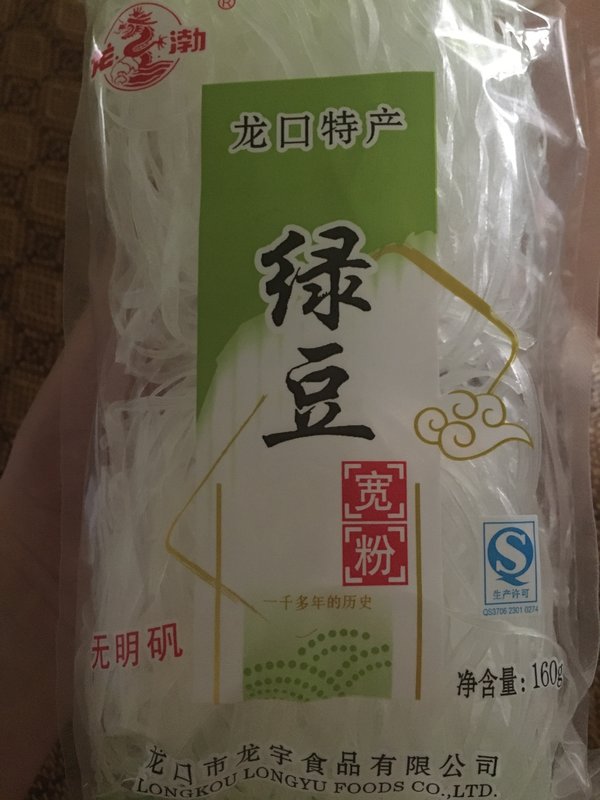 龙渤
®
龙口特产
绿豆
宽粉
生产许可
QS3706 2301 0274
一千多年的历史
无明矾
净含量:160g
龙口市龙宇食品有限公司
LONGKOU LONGYU FOODS CO.,LTD.